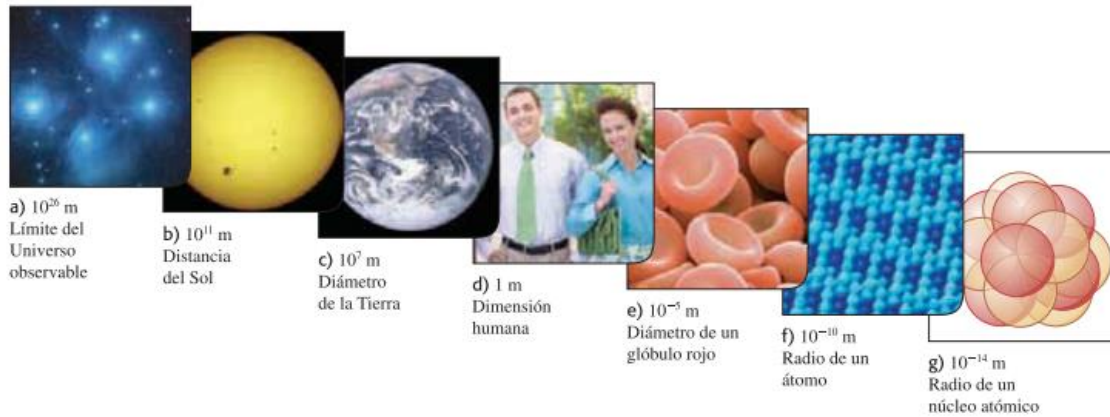 a) 10²⁶ m
Límite del
Universo
observable
b) 10¹¹ m
Distancia
del Sol
c) 10⁷ m
Diámetro
de la Tierra
d) 1 m
Dimensión
humana
e) 10⁻⁵ m
Diámetro de un
glóbulo rojo
f) 10⁻¹⁰ m
Radio de un
átomo
g) 10⁻¹⁴ m
Radio de un
núcleo atómico